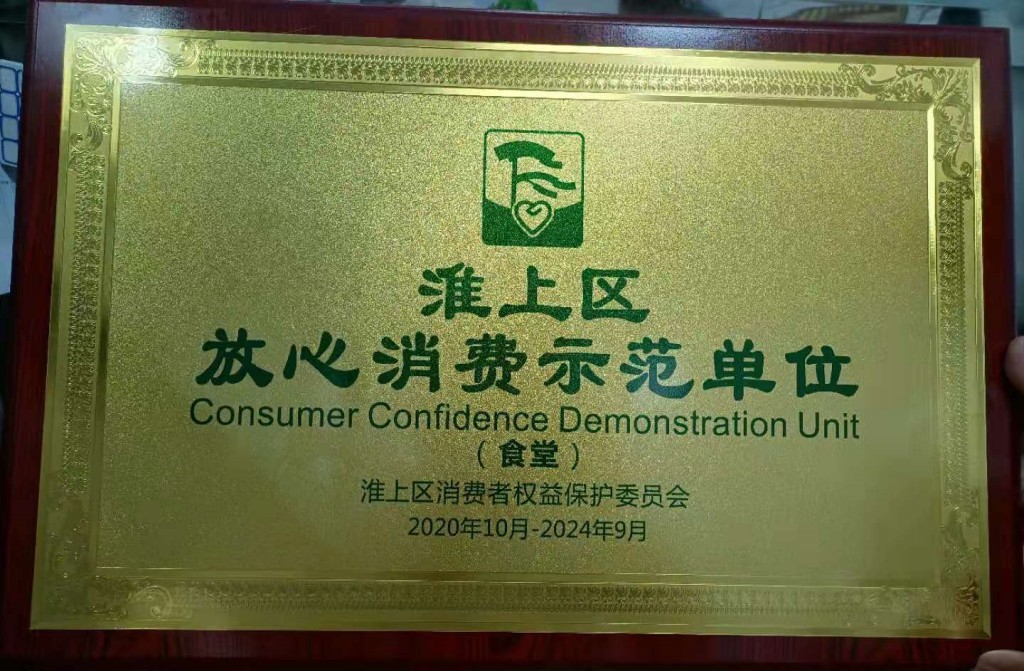 淮上区
放心消费示范单位
Consumer Confidence Demonstration Unit
（食堂）
淮上区消费者权益保护委员会
2020年10月-2024年9月